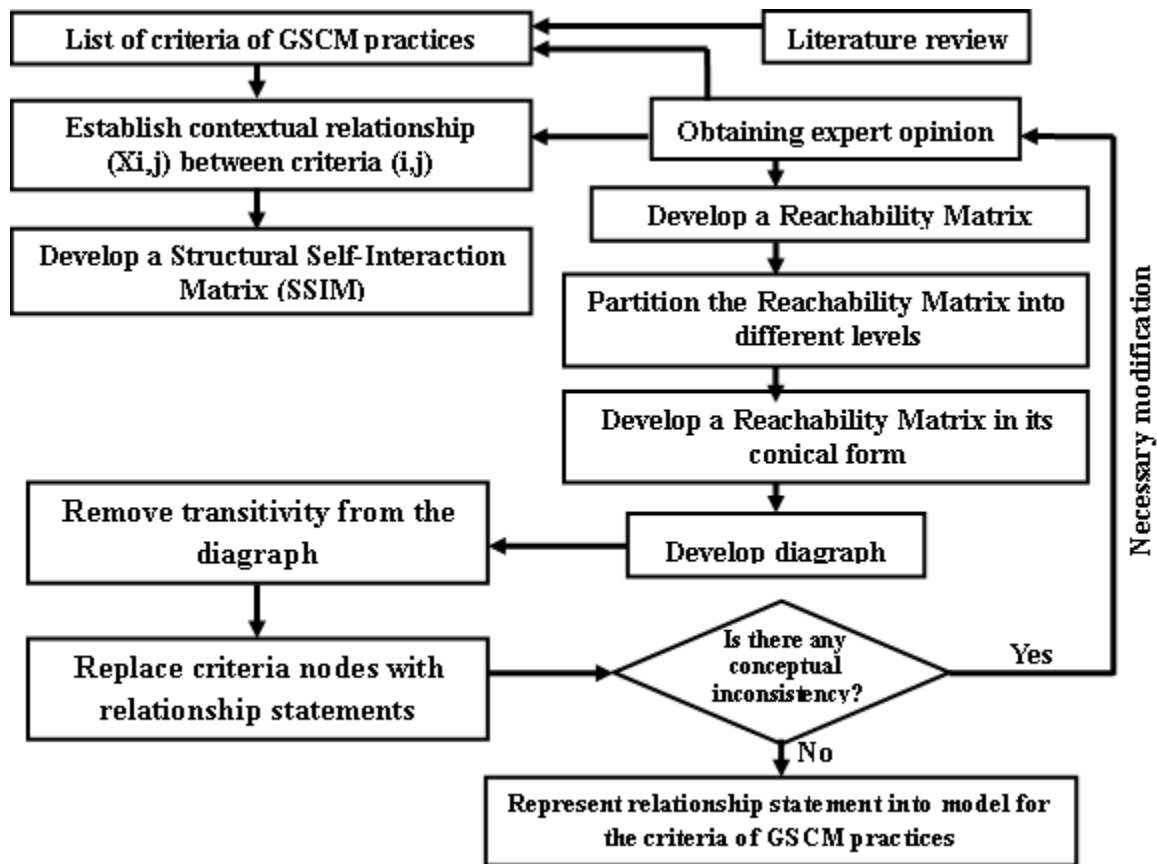 List of criteria of GSCM practices
Literature review
Establish contextual relationship
(Xi,j) between criteria (i,j)
Obtaining expert opinion
Develop a Structural Self-Interaction
Matrix (SSIM)
Develop a Reachability Matrix
Partition the Reachability Matrix into
different levels
Develop a Reachability Matrix in its
conical form
Necessary modification
Develop diagraph
Remove transitivity from the
diagraph
Replace criteria nodes with
relationship statements
Is there any
conceptual
inconsistency?
Yes
No
Represent relationship statement into model for
the criteria of GSCM practices